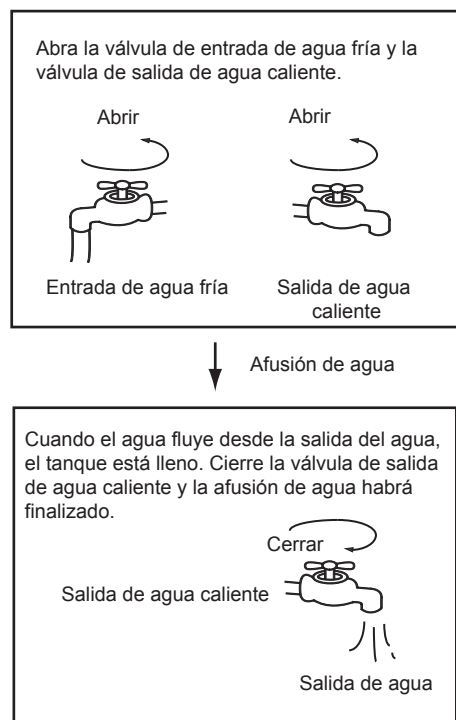 Abra la válvula de entrada de agua fría y la
válvula de salida de agua caliente.
Abrir
Abrir
Entrada de agua fría
Salida de agua
caliente
Afusión de agua
Cuando el agua fluye desde la salida del agua,
el tanque está lleno. Cierre la válvula de salida
de agua caliente y la afusión de agua habrá
finalizado.
Cerrar
Salida de agua caliente
Salida de agua